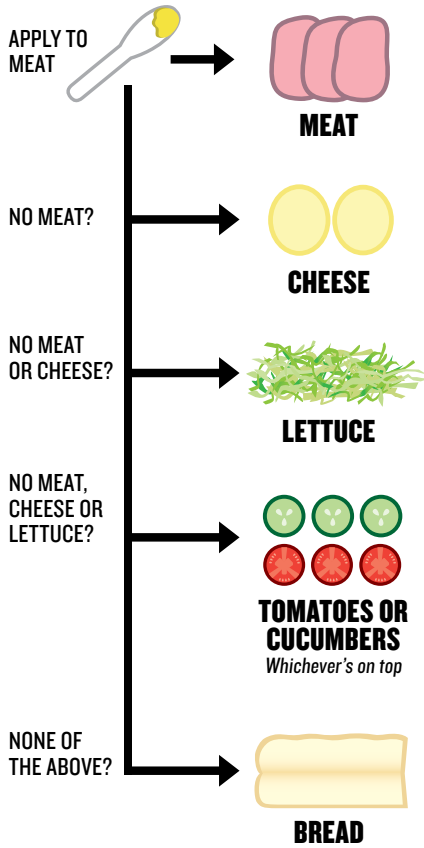 APPLY TO
MEAT
MEAT
NO MEAT?
CHEESE
NO MEAT
OR CHEESE?
LETTUCE
NO MEAT,
CHEESE OR
LETTUCE?
TOMATOES OR
CUCUMBERS
Whichever's on top
NONE OF
THE ABOVE?
BREAD